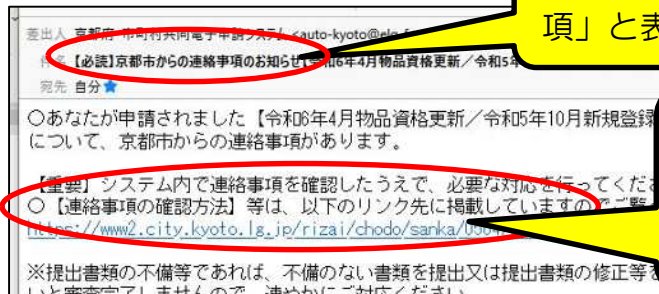 項」と表
差出人 京都府・市町村共同電子申請システム <auto-kyoto@elg
件名 【必読】京都市からの連絡事項のお知らせ【令和6年4月物品資格更新／令和5年
宛先 自分★
○あなたが申請されました【令和06年4月物品資格更新／令和05年10月新規登録
について、京都市からの連絡事項があります。
【重要】システム内で連絡事項を確認したうえで、必要な対応を行ってくださ
○【連絡事項の確認方法】等は、以下のリンク先に掲載していますのでご覧
https://www2.city.kyoto.lg.jp/rizai/chodo/sanka/
※提出書類の不備等であれば、不備のない書類を提出又は提出書類の修正等を
いと審査完了しませんので、速やかにご対応ください